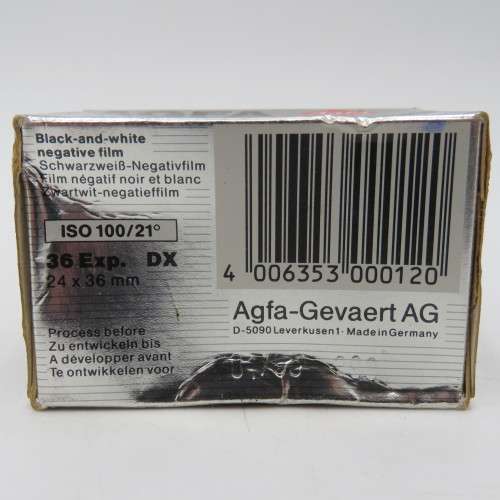 Black-and-white
negative film
Schwarzweiß-Negativfilm
Film négatif noir et blanc
Zwartwit-negatieffilm
ISO 100/21°
36 Exp. DX
24 x 36 mm
Process before
Zu entwickeln bis
A développer avant
Te ontwikkelen voor
4 006353 000120
Agfa-Gevaert AG
D-5090 Leverkusen 1 · Made in Germany